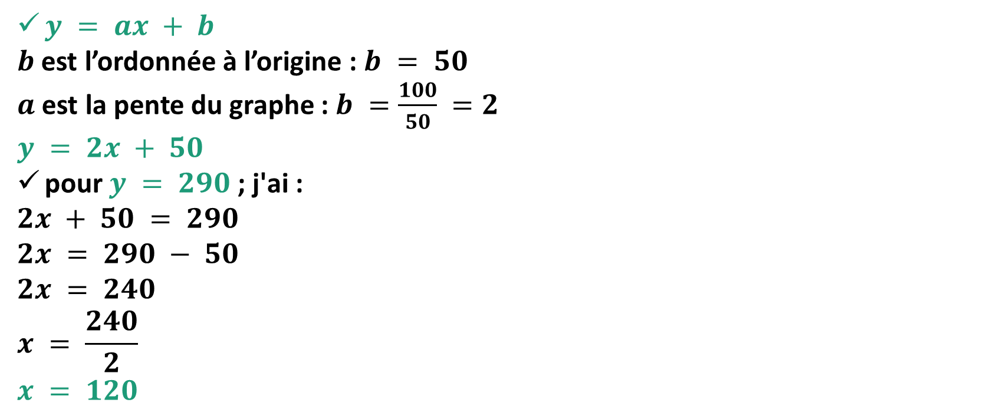 ✓ y = ax + b
b est l’ordonnée à l’origine : b = 50
a est la pente du graphe : b = 100/50 = 2
y = 2x + 50
✓ pour y = 290 ; j'ai :
2x + 50 = 290
2x = 290 − 50
2x = 240
x = 240/2
x = 120